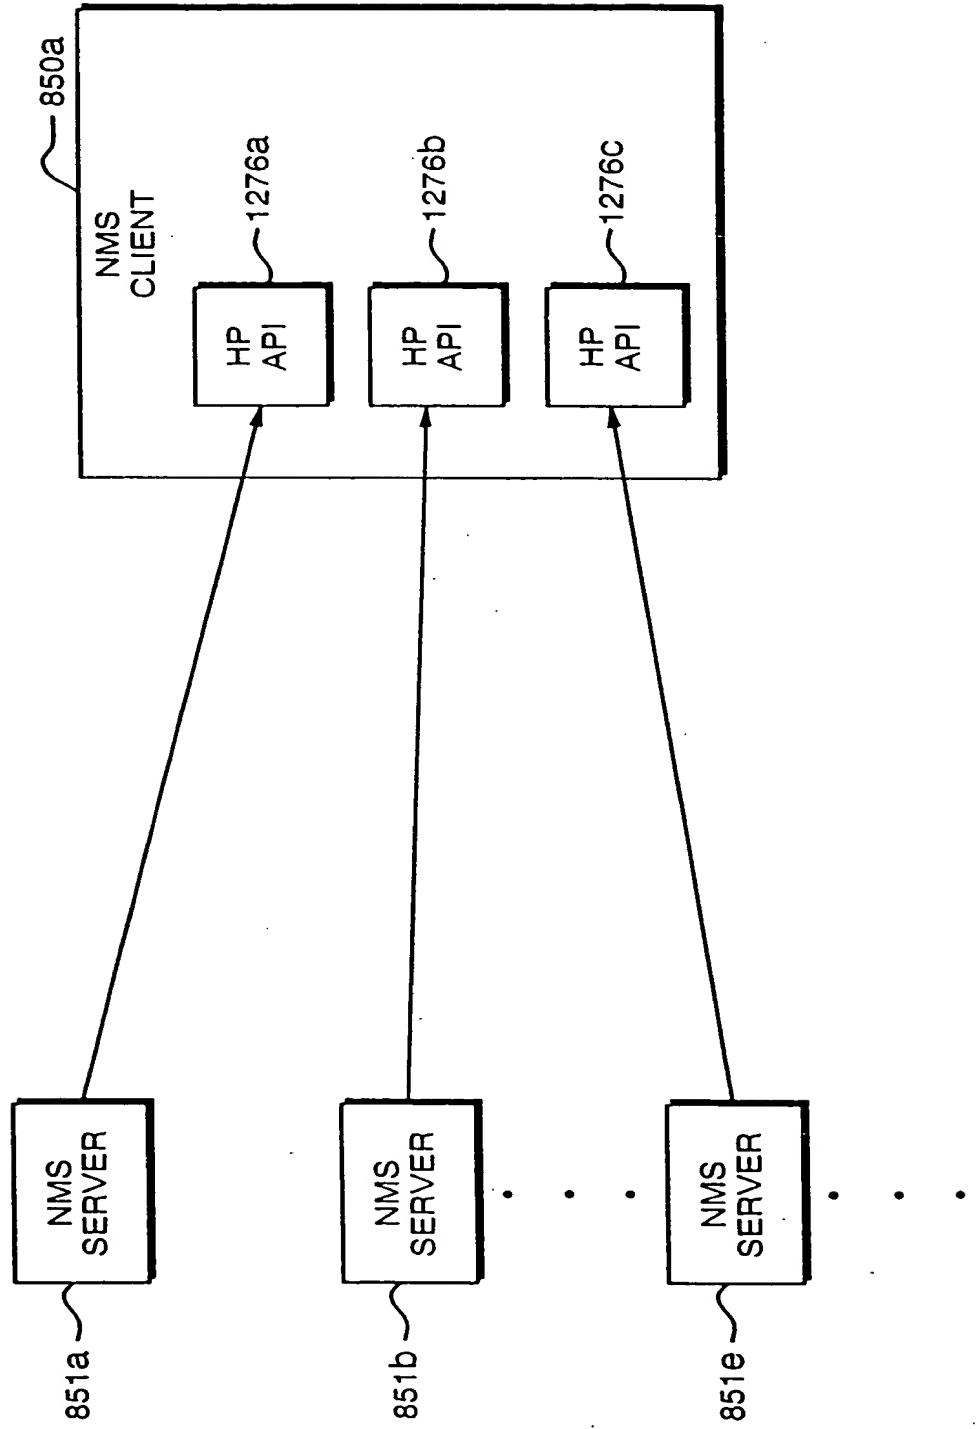 850a
NMS
CLIENT
HP
API
1276a
HP
API
1276b
HP
API
1276c
NMS
SERVER
851a
NMS
SERVER
851b
NMS
SERVER
851e